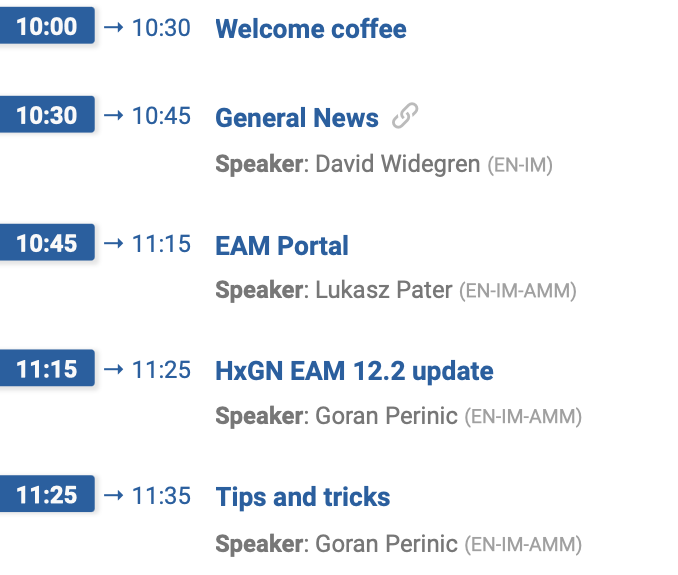 10:00 → 10:30 Welcome coffee
10:30 → 10:45 General News
Speaker: David Widegren (EN-IM)
10:45 → 11:15 EAM Portal
Speaker: Lukasz Pater (EN-IM-AMM)
11:15 → 11:25 HxGN EAM 12.2 update
Speaker: Goran Perinic (EN-IM-AMM)
11:25 → 11:35 Tips and tricks
Speaker: Goran Perinic (EN-IM-AMM)